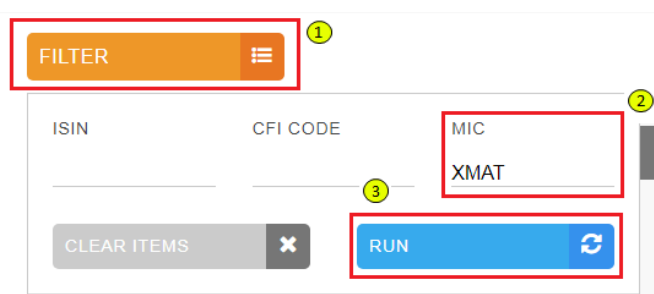 FILTER
1
2
ISIN
CFI CODE
MIC
XMAT
3
CLEAR ITEMS
RUN